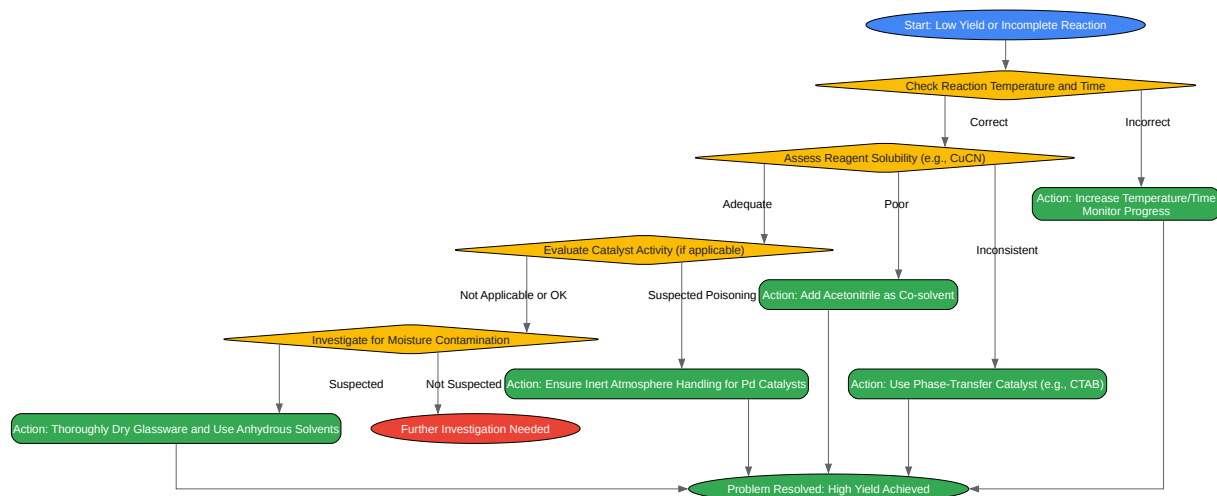 Start: Low Yield or Incomplete Reaction
Check Reaction Temperature and Time
Correct
Incorrect
Assess Reagent Solubility (e.g., CuCN)
Action: Increase Temperature/Time
Monitor Progress
Adequate
Poor
Inconsistent
Evaluate Catalyst Activity (if applicable)
Not Applicable or OK
Suspected Poisoning
Action: Add Acetonitrile as Co-solvent
Investigate for Moisture Contamination
Suspected
Not Suspected
Action: Ensure Inert Atmosphere Handling for Pd Catalysts
Action: Use Phase-Transfer Catalyst (e.g., CTAB)
Action: Thoroughly Dry Glassware and Use Anhydrous Solvents
Further Investigation Needed
Problem Resolved: High Yield Achieved